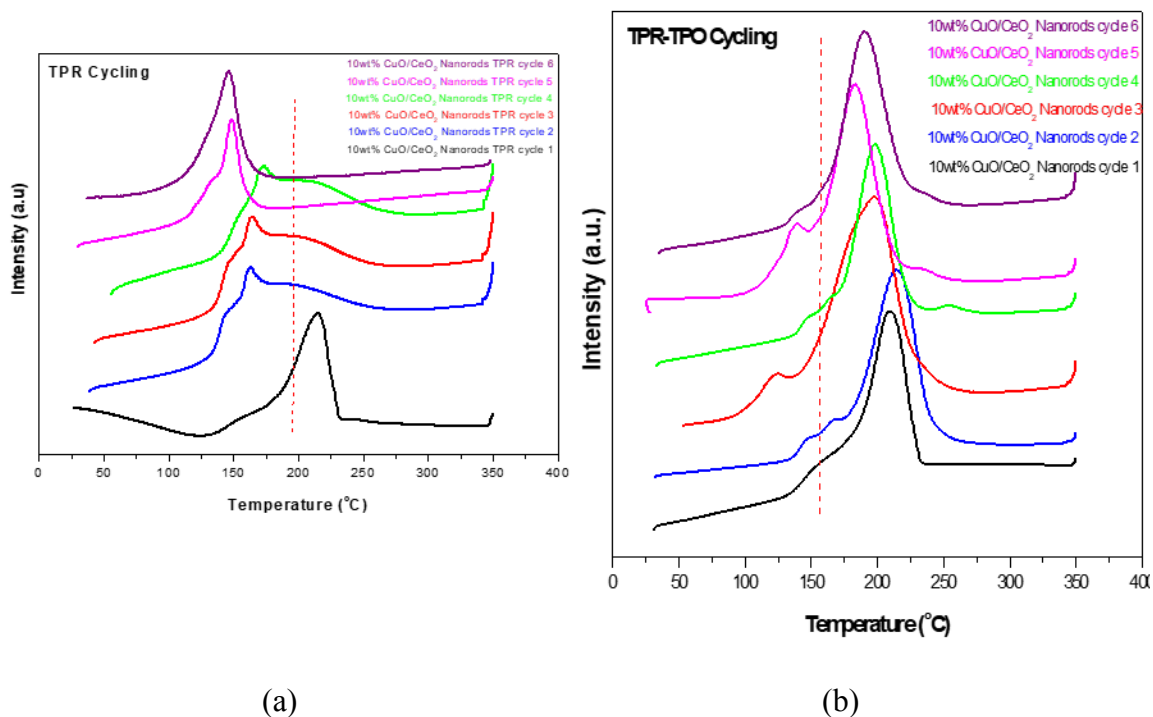 TPR Cycling
10wt% CuO/CeO2 Nanorods TPR cycle 6
10wt% CuO/CeO2 Nanorods TPR cycle 5
10wt% CuO/CeO2 Nanorods TPR cycle 4
10wt% CuO/CeO2 Nanorods TPR cycle 3
10wt% CuO/CeO2 Nanorods TPR cycle 2
10wt% CuO/CeO2 Nanorods TPR cycle 1
Intensity (a.u)
0 50 100 150 200 250 300 350 400
Temperature (°C)
(a)
TPR-TPO Cycling
10wt% CuO/CeO2 Nanorods cycle 6
10wt% CuO/CeO2 Nanorods cycle 5
10wt% CuO/CeO2 Nanorods cycle 4
10wt% CuO/CeO2 Nanorods cycle 3
10wt% CuO/CeO2 Nanorods cycle 2
10wt% CuO/CeO2 Nanorods cycle 1
Intensity (a.u.)
0 50 100 150 200 250 300 350 400
Temperature (°C)
(b)